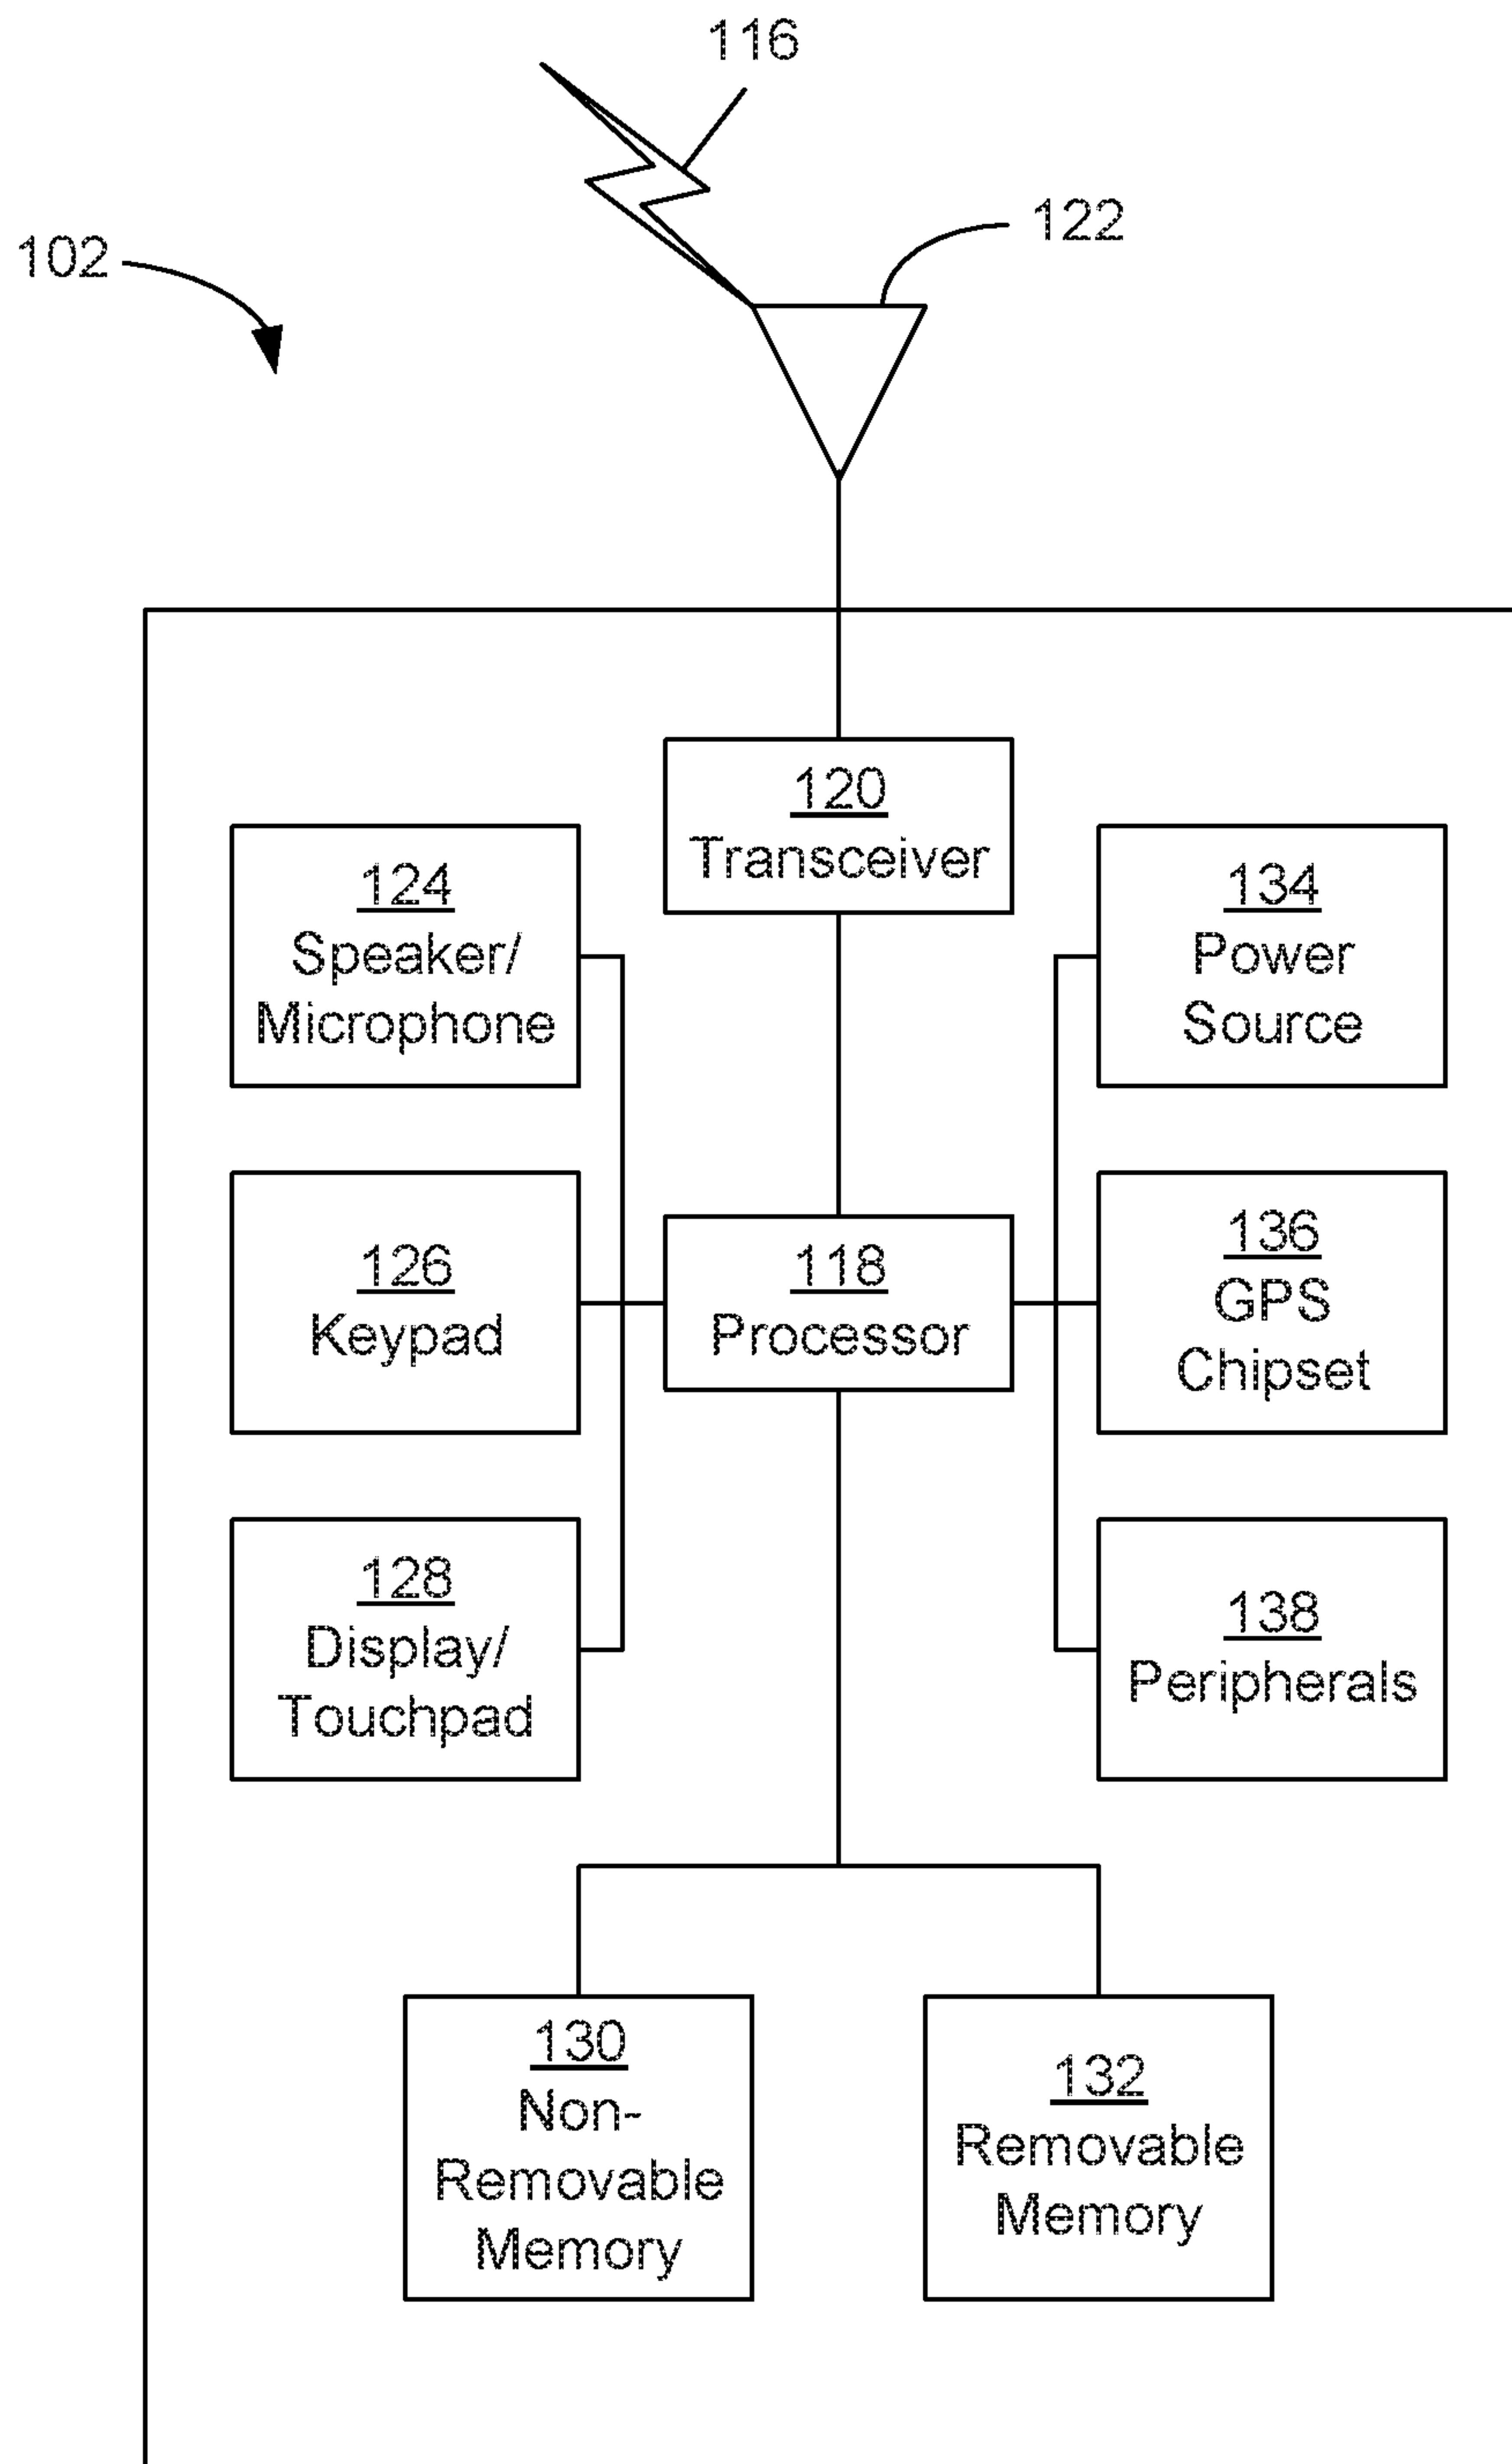 116
122
102
120
Transceiver
124
Speaker/
Microphone
134
Power
Source
126
Keypad
118
Processor
136
GPS
Chipset
128
Display/
Touchpad
138
Peripherals
130
Non-
Removable
Memory
132
Removable
Memory